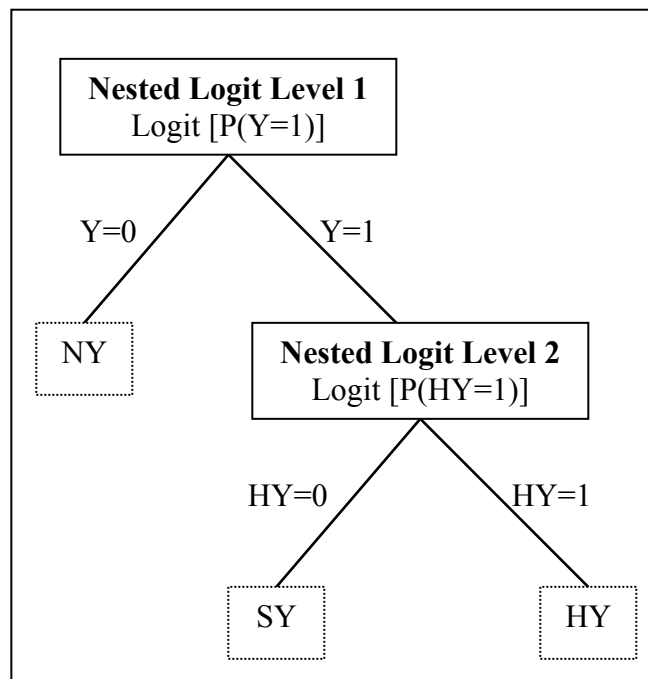 Nested Logit Level 1
Logit [P(Y=1)]
Y=0
Y=1
NY
Nested Logit Level 2
Logit [P(HY=1)]
HY=0
HY=1
SY
HY